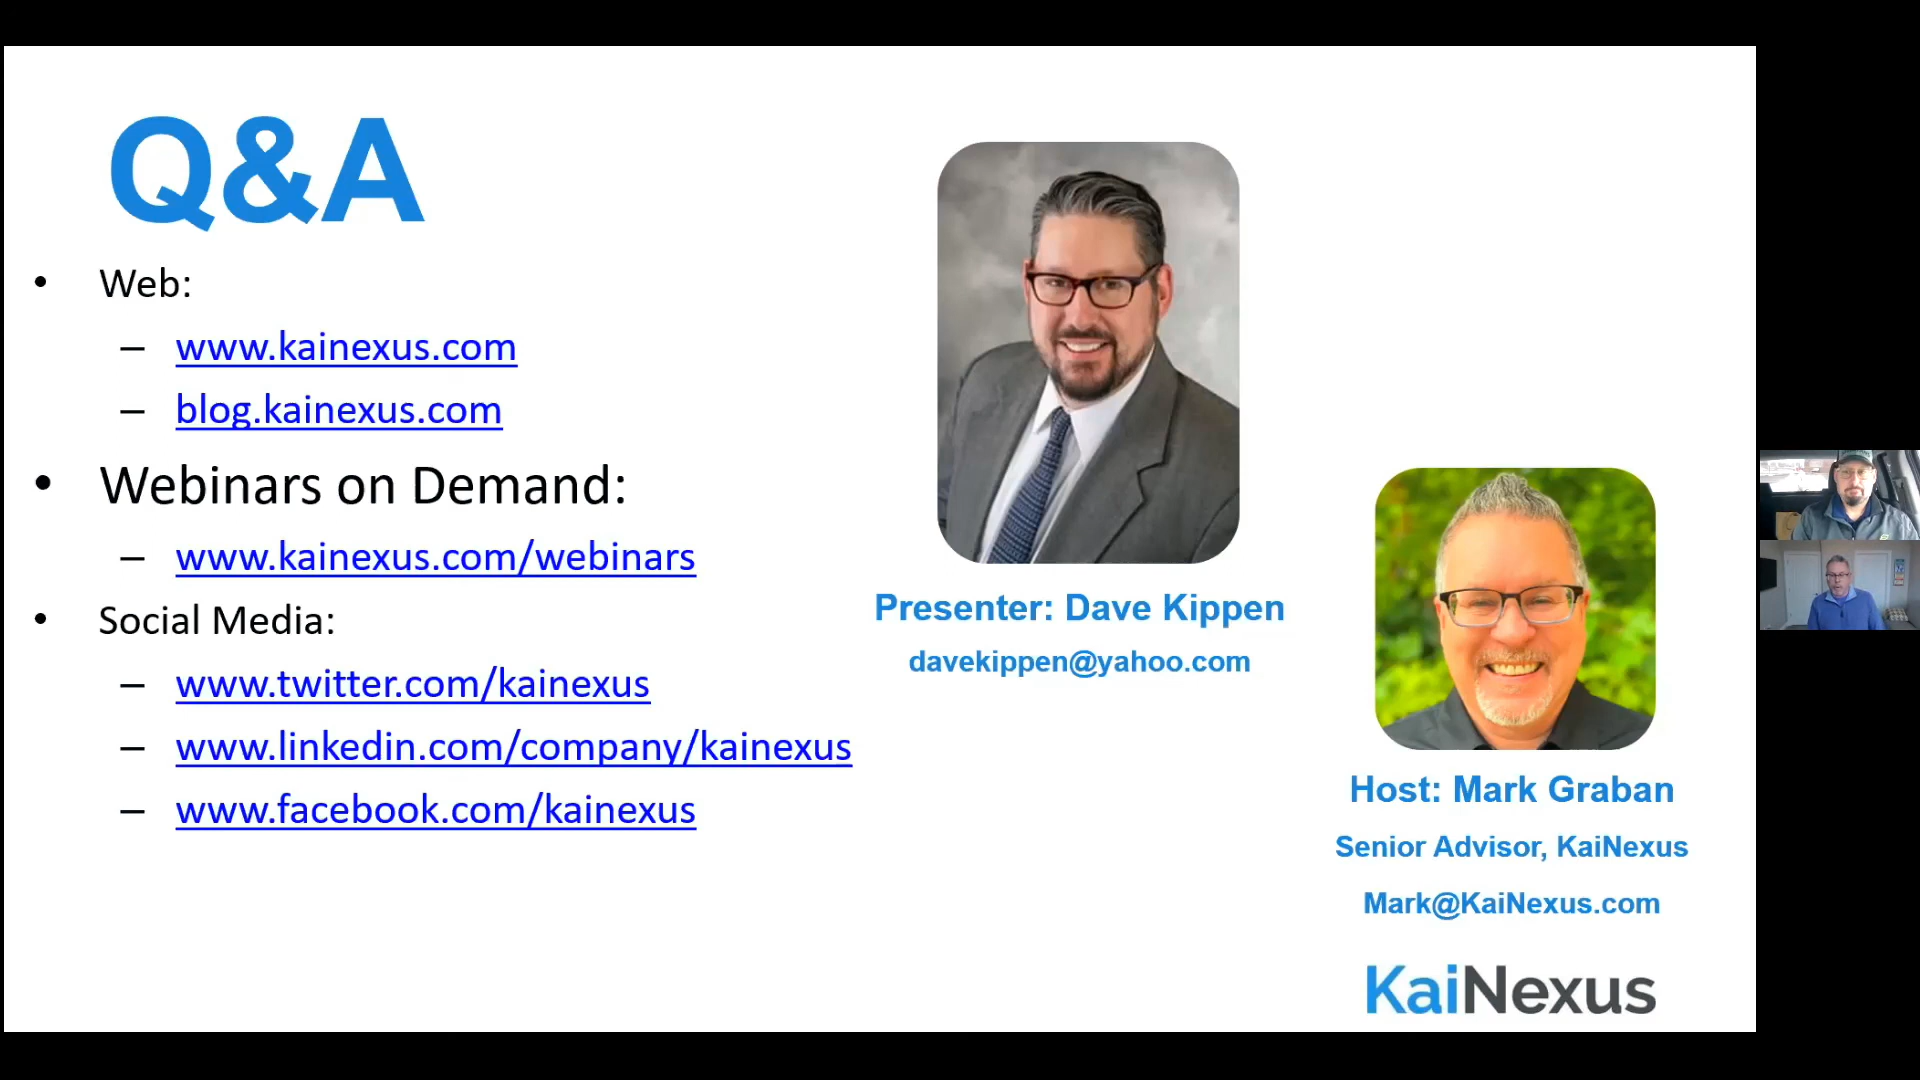 Q&A
• Web:
– www.kainexus.com
– blog.kainexus.com
• Webinars on Demand:
– www.kainexus.com/webinars
• Social Media:
– www.twitter.com/kainexus
– www.linkedin.com/company/kainexus
– www.facebook.com/kainexus
Presenter: Dave Kippen
davekippen@yahoo.com
Host: Mark Graban
Senior Advisor, KaiNexus
Mark@KaiNexus.com
KaiNexus